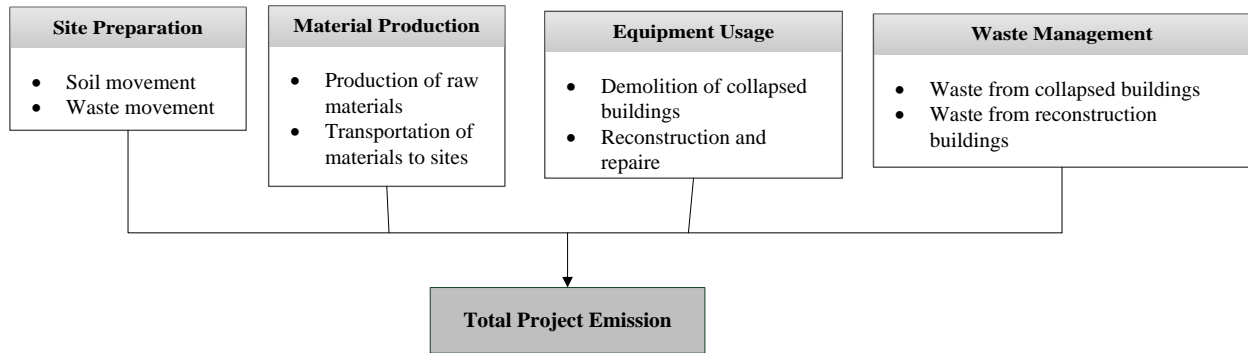 Site Preparation
• Soil movement
• Waste movement
Material Production
• Production of raw
materials
• Transportation of
materials to sites
Equipment Usage
• Demolition of collapsed
buildings
• Reconstruction and
repaire
Waste Management
• Waste from collapsed buildings
• Waste from reconstruction
buildings
Total Project Emission